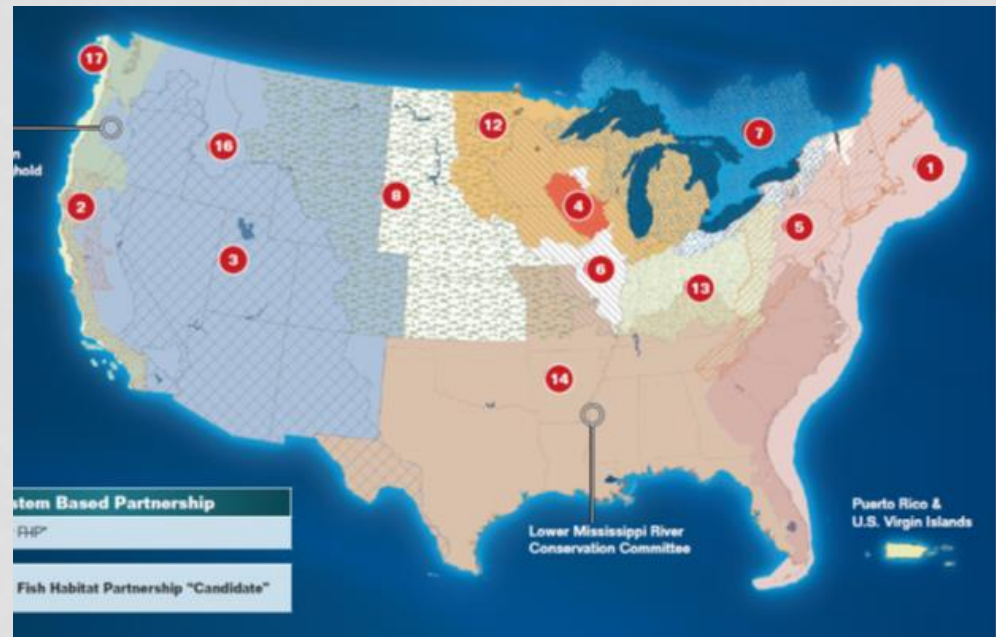 17
12
7
16
1
hold
2
8
4
5
3
6
13
14
stem Based Partnership
FHP*
Fish Habitat Partnership "Candidate"
Lower Mississippi River
Conservation Committee
Puerto Rico &
U.S. Virgin Islands